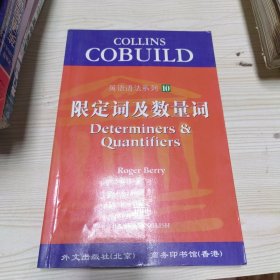 COLLINS
COBUILD
英语语法系列 10
限定词及数量词
Determiners &
Quantifiers
Roger Berry
外文出版社(北京) 商务印书馆(香港)